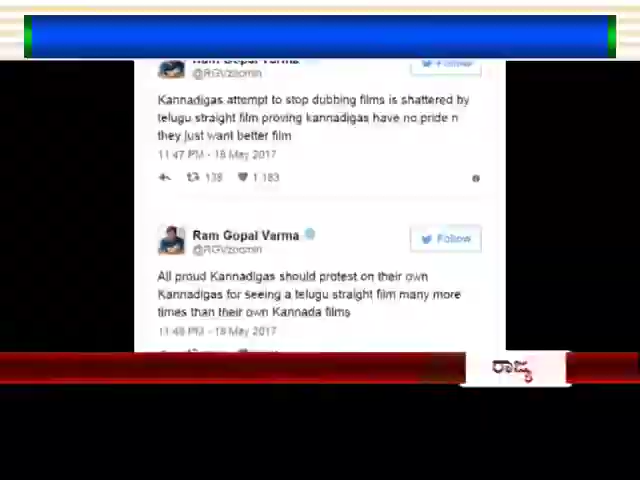 Ram Gopal Varma
@RGVzoomin
Follow
Kannadigas attempt to stop dubbing films is shattered by
telugu straight film proving kannadigas have no pride n
they just want better film
11:47 PM - 18 May 2017
138 1 183
Ram Gopal Varma
@RGVzoomin
Follow
All proud Kannadigas should protest on their own
Kannadigas for seeing a telugu straight film many more
times than their own Kannada films
11:48 PM - 18 May 2017
ರಾಜ್ಯ